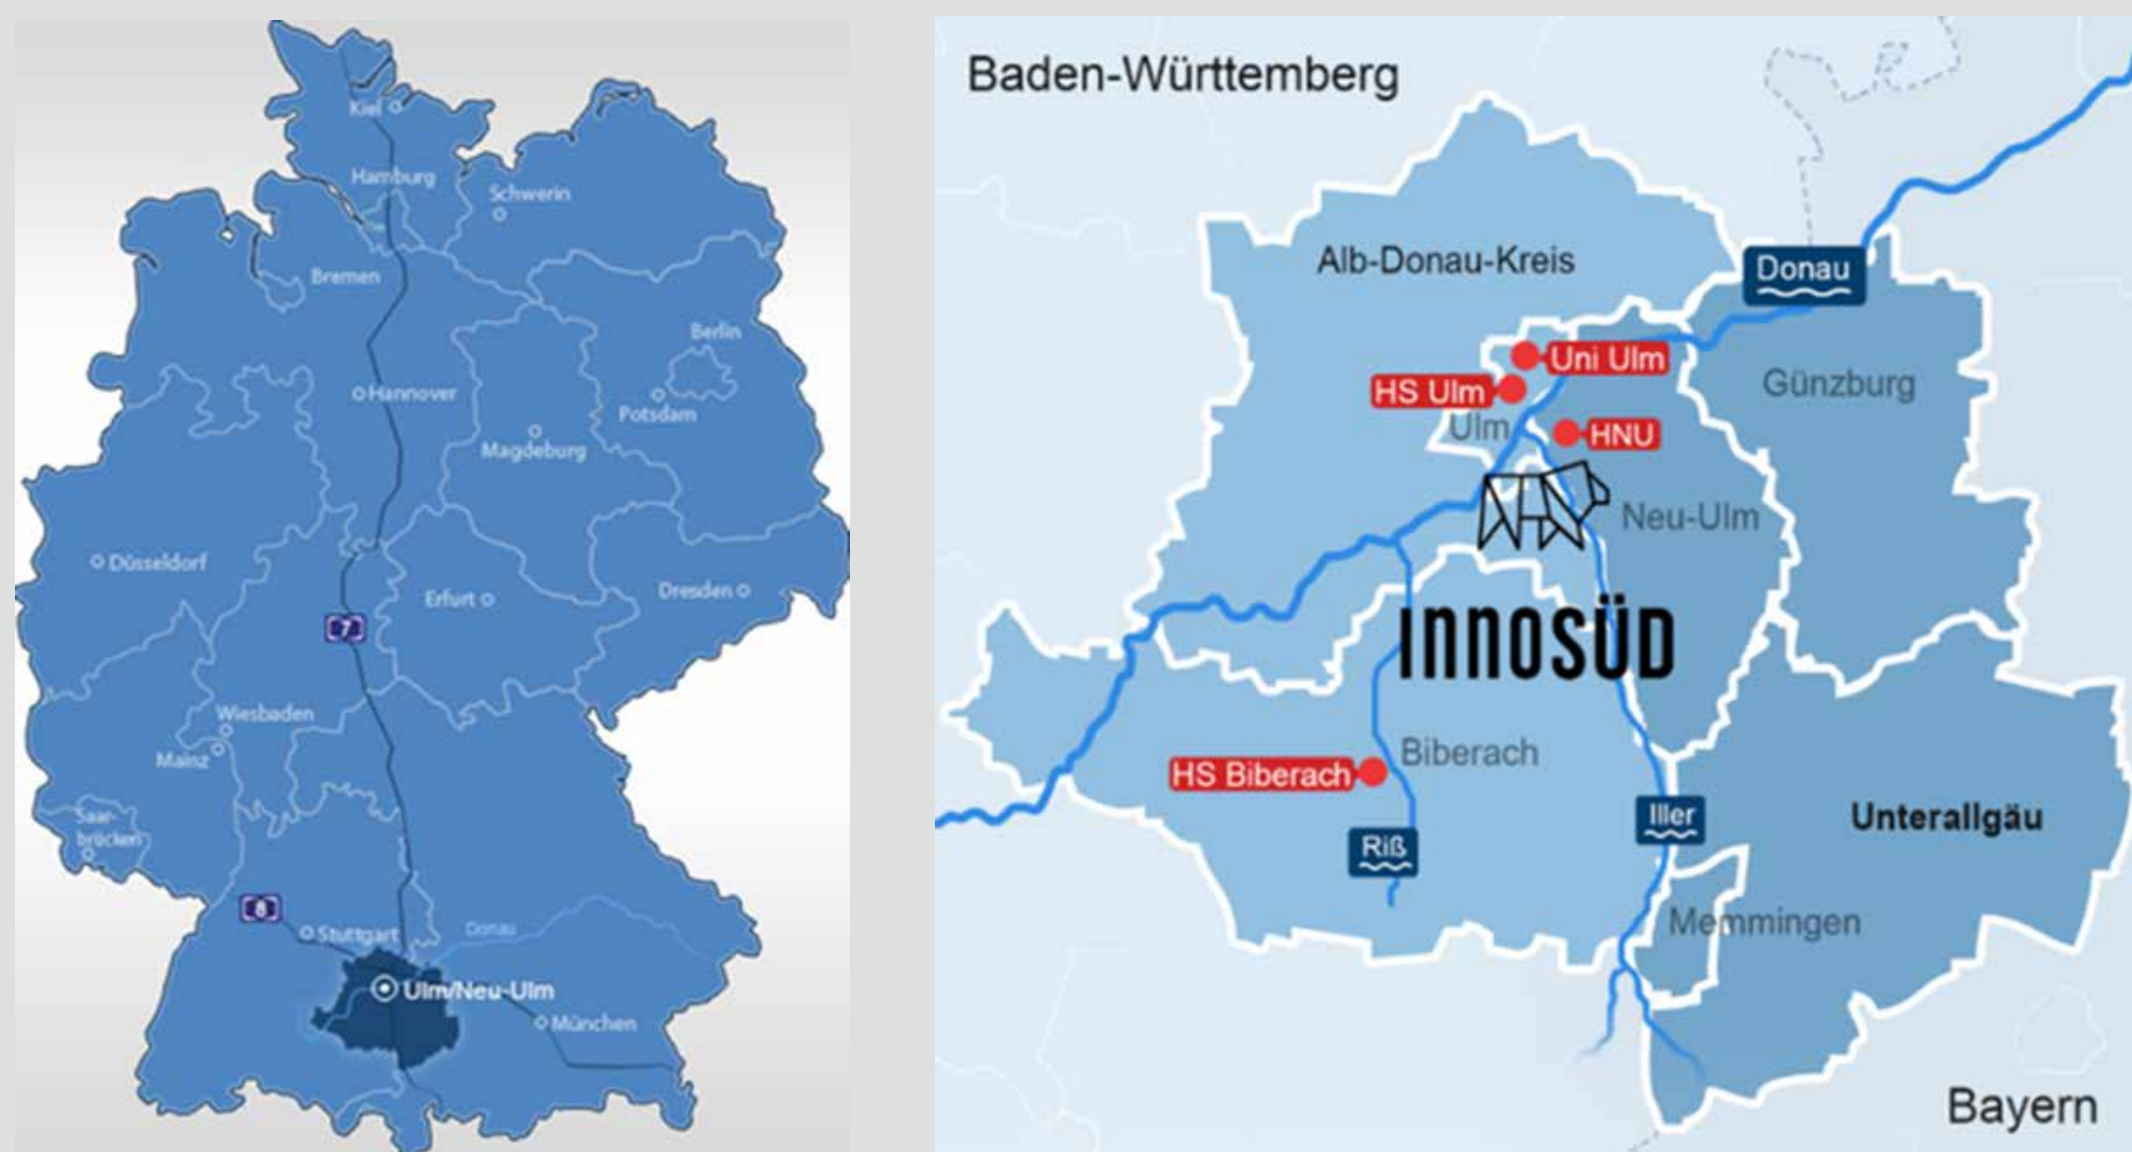 Kiel
Hamburg
Schwerin
Bremen
Berlin
Hannover
Potsdam
Magdeburg
Düsseldorf
Erfurt
Dresden
7
Wiesbaden
Mainz
Saar-
brücken
8
Stuttgart
Donau
Ulm/Neu-Ulm
München
Baden-Württemberg
Alb-Donau-Kreis
Donau
Uni Ulm
HS Ulm
Günzburg
Ulm
HNU
Neu-Ulm
INNOSÜD
Biberach
HS Biberach
Iller
Unterallgäu
Riß
Memmingen
Bayern